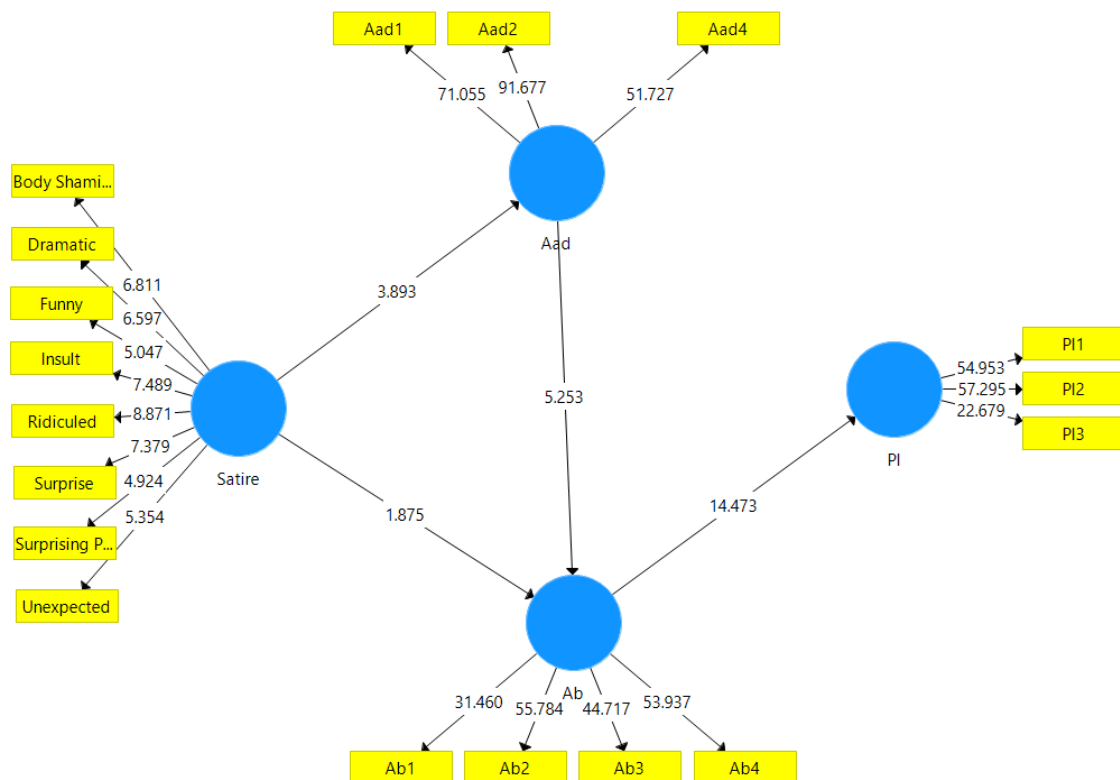 Aad1
Aad2
Aad4
71.055
91.677
51.727
Aad
Body Shami...
Dramatic
Funny
Insult
Ridiculed
Surprise
Surprising P...
Unexpected
6.811
6.597
5.047
7.489
8.871
7.379
4.924
5.354
Satire
3.893
5.253
1.875
14.473
PI
54.953
57.295
22.679
PI1
PI2
PI3
Ab
31.460
55.784
44.717
53.937
Ab1
Ab2
Ab3
Ab4